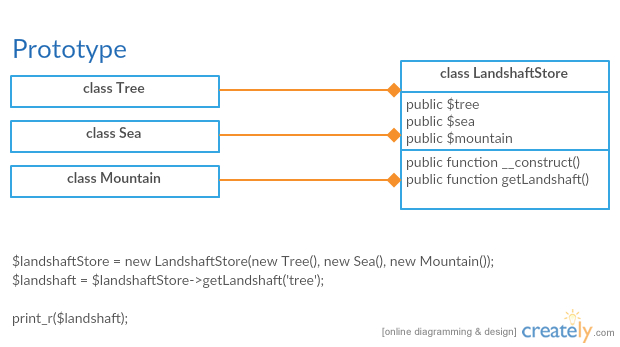 Prototype
class Tree
class Sea
class Mountain
class LandshaftStore
public $tree
public $sea
public $mountain
public function __construct()
public function getLandshaft()
$landshaftStore = new LandshaftStore(new Tree(), new Sea(), new Mountain());
$landshaft = $landshaftStore->getLandshaft('tree');
print_r($landshaft);
[online diagramming & design] creately.com